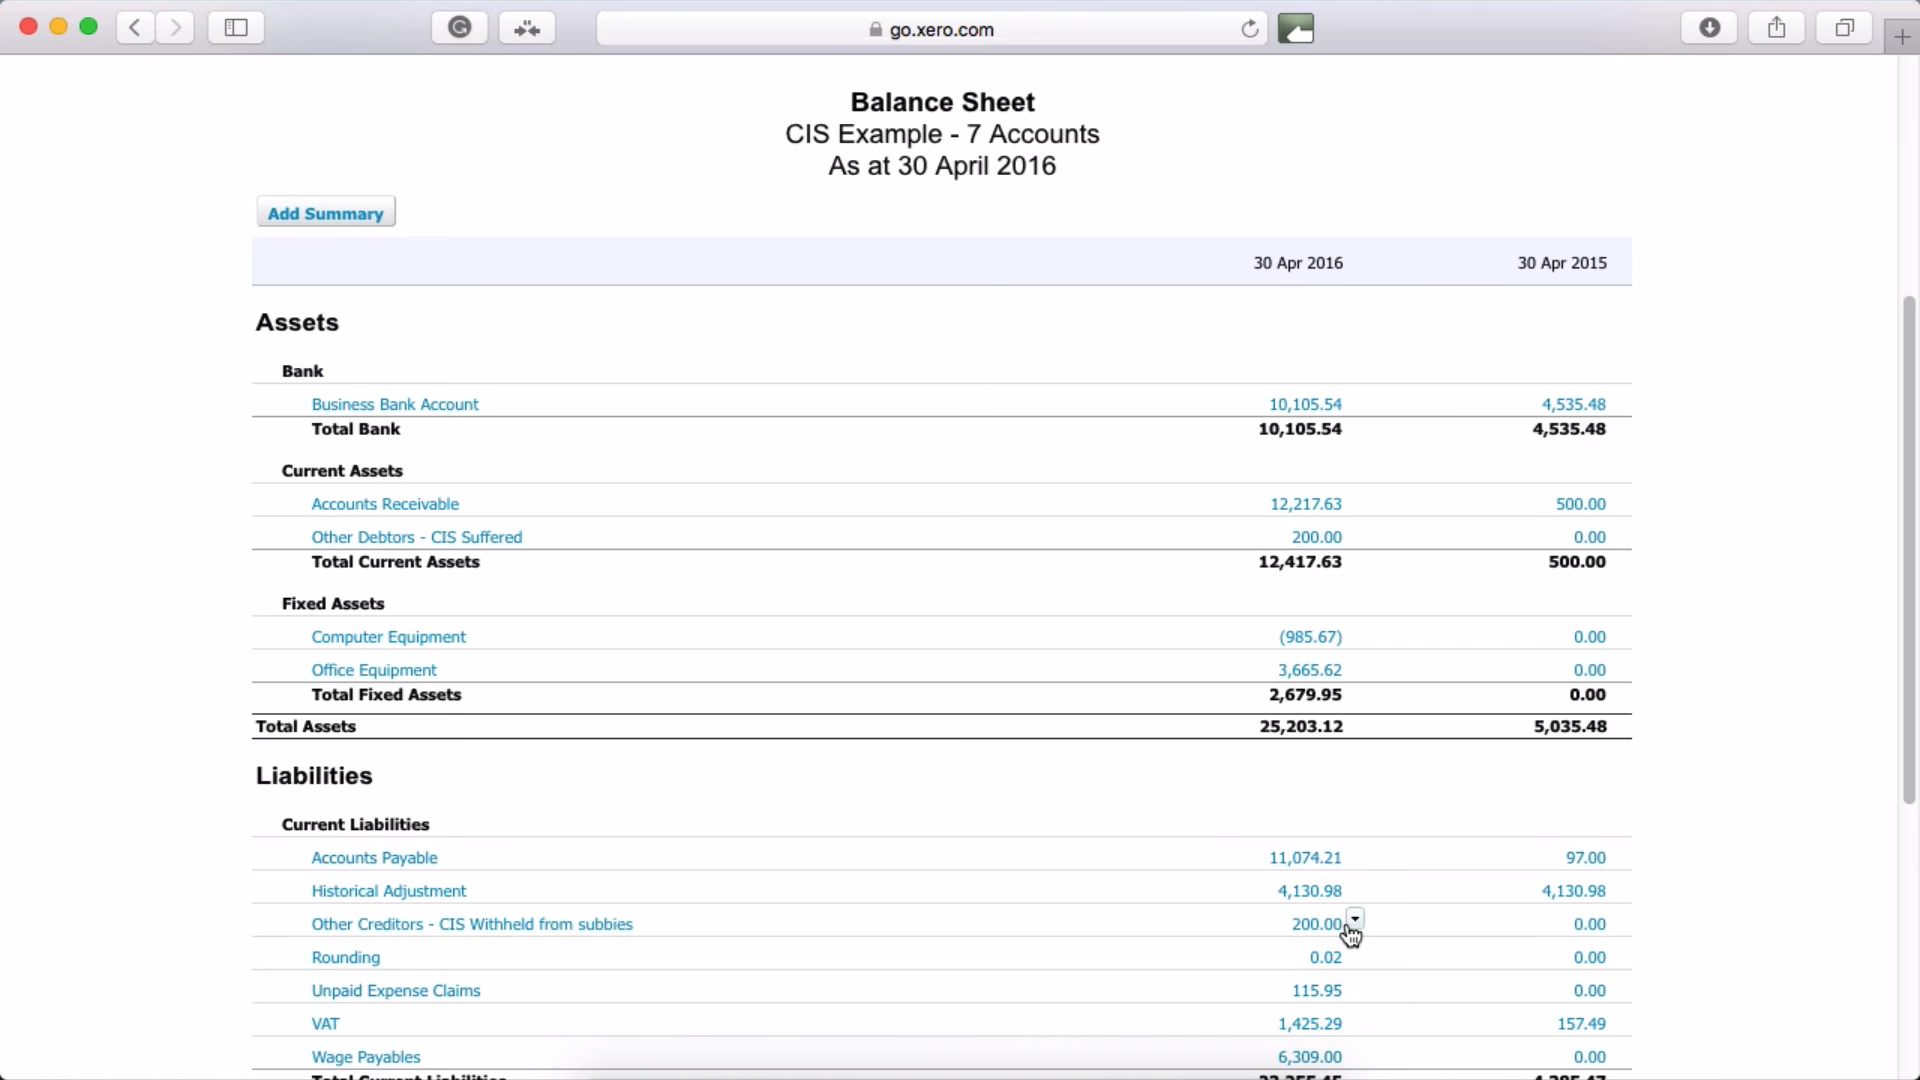 go.xero.com
Balance Sheet
CIS Example - 7 Accounts
As at 30 April 2016
Add Summary
30 Apr 2016 30 Apr 2015
Assets
Bank
Business Bank Account 10,105.54 4,535.48
Total Bank 10,105.54 4,535.48
Current Assets
Accounts Receivable 12,217.63 500.00
Other Debtors - CIS Suffered 200.00 0.00
Total Current Assets 12,417.63 500.00
Fixed Assets
Computer Equipment (985.67) 0.00
Office Equipment 3,665.62 0.00
Total Fixed Assets 2,679.95 0.00
Total Assets 25,203.12 5,035.48
Liabilities
Current Liabilities
Accounts Payable 11,074.21 97.00
Historical Adjustment 4,130.98 4,130.98
Other Creditors - CIS Withheld from subbies 200.00 0.00
Rounding 0.02 0.00
Unpaid Expense Claims 115.95 0.00
VAT 1,425.29 157.49
Wage Payables 6,309.00 0.00
Total Current Liabilities